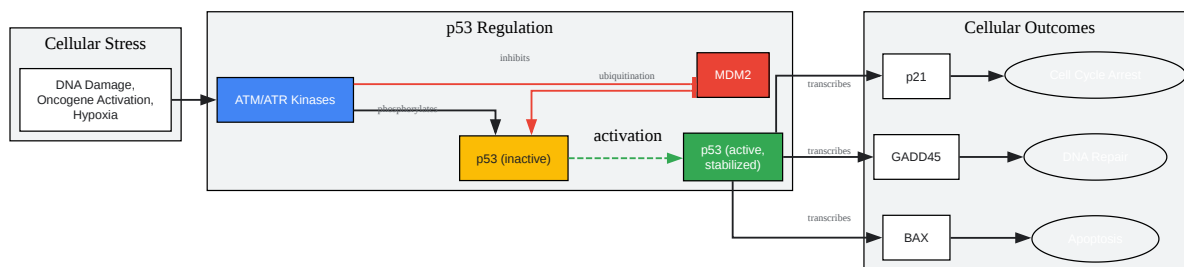 Cellular Stress
DNA Damage,
Oncogene Activation,
Hypoxia
p53 Regulation
inhibits
ubiquitination
MDM2
ATM/ATR Kinases
phosphorylates
p53 (inactive)
activation
p53 (active,
stabilized)
transcribes
transcribes
transcribes
Cellular Outcomes
p21
Cell Cycle Arrest
GADD45
DNA Repair
BAX
Apoptosis